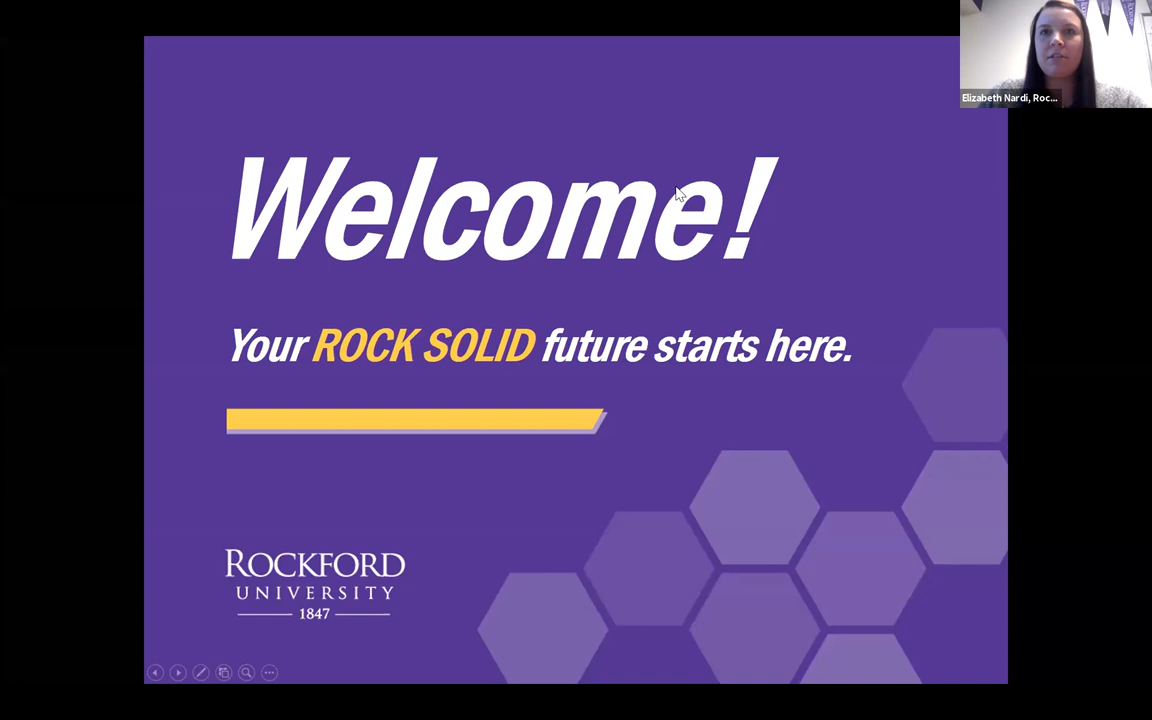 Elizabeth Nardi, Roc...
Welcome!
Your ROCK SOLID future starts here.
ROCKFORD
UNIVERSITY
1847